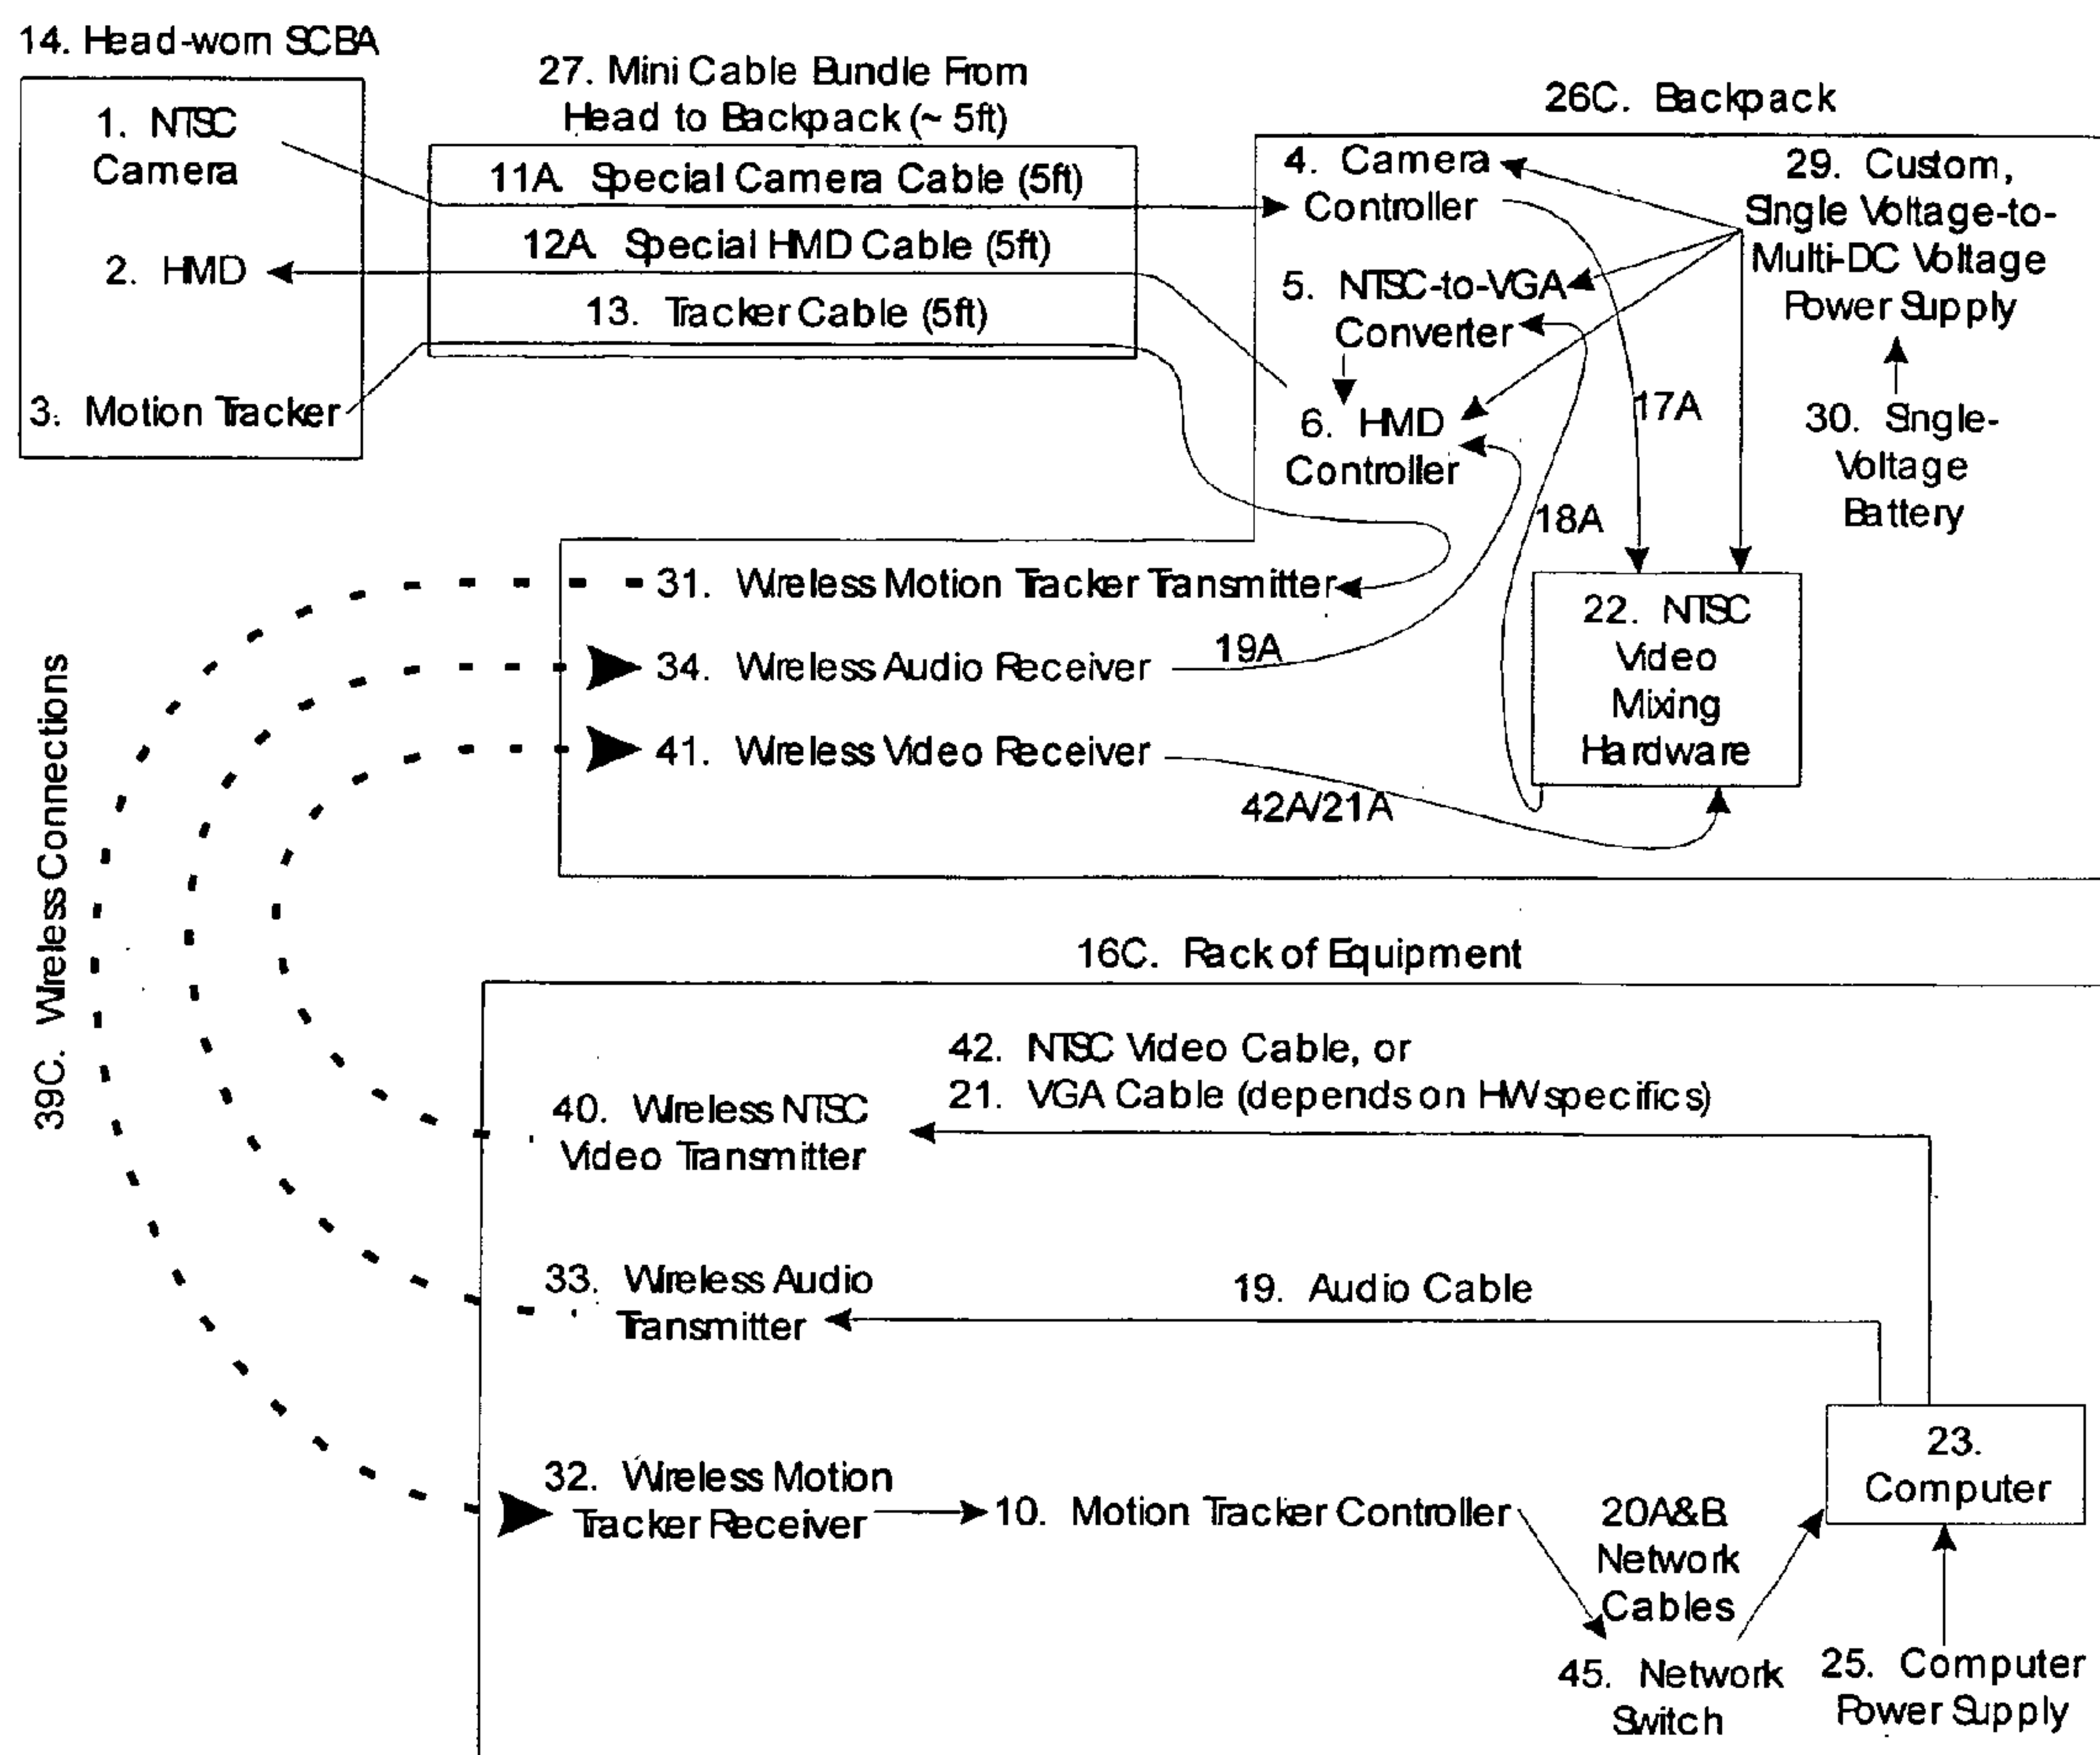 14. Head-worn SCBA
1. NTSC
Camera
2. HMD
3. Motion Tracker
27. Mini Cable Bundle From
Head to Backpack (~ 5ft)
11A. Special Camera Cable (5ft)
12A. Special HMD Cable (5ft)
13. Tracker Cable (5ft)
26C. Backpack
4. Camera
Controller
5. NTSC-to-VGA
Converter
6. HMD
Controller
29. Custom,
Single Voltage-to-
Multi-DC Voltage
Power Supply
30. Single-
Voltage
Battery
17A
18A
31. Wireless Motion Tracker Transmitter
34. Wireless Audio Receiver
19A
41. Wireless Video Receiver
42A/21A
22. NTSC
Video
Mixing
Hardware
39C. Wireless Connections
16C. Rack of Equipment
42. NTSC Video Cable, or
21. VGA Cable (depends on HW specifics)
40. Wireless NTSC
Video Transmitter
33. Wireless Audio
Transmitter
19. Audio Cable
32. Wireless Motion
Tracker Receiver
10. Motion Tracker Controller
20A&B.
Network
Cables
45. Network
Switch
23.
Computer
25. Computer
Power Supply